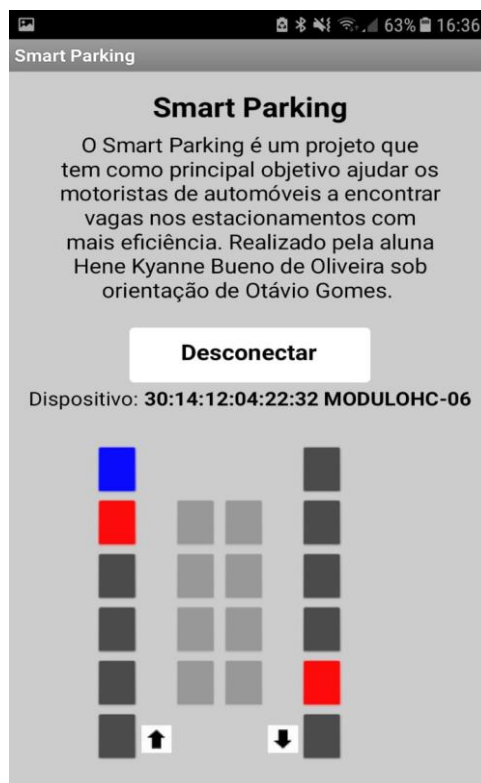 63% 16:36
Smart Parking
Smart Parking
O Smart Parking é um projeto que
tem como principal objetivo ajudar os
motoristas de automóveis a encontrar
vagas nos estacionamentos com
mais eficiência. Realizado pela aluna
Hene Kyanne Bueno de Oliveira sob
orientação de Otávio Gomes.
Desconectar
Dispositivo: 30:14:12:04:22:32 MODULOHC-06